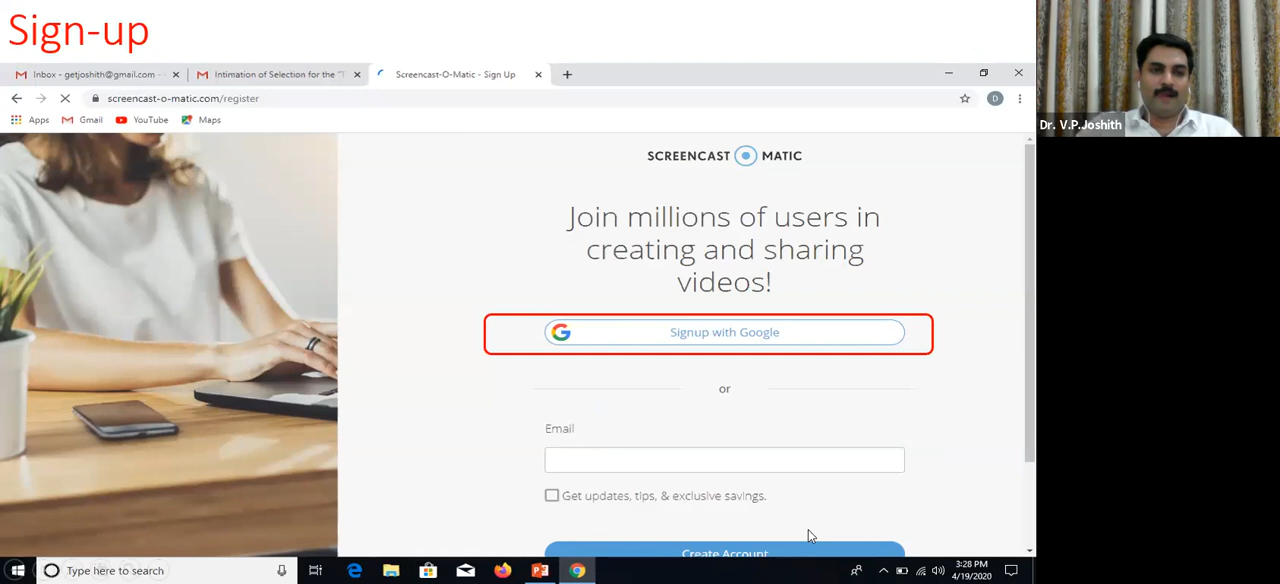 Sign-up
Inbox - getjoshith@gmail.com -
Intimation of Selection for the "T
Screencast-O-Matic - Sign Up
screencast-o-matic.com/register
Apps
Gmail
YouTube
Maps
Dr. V.P.Joshith
SCREENCAST MATIC
Join millions of users in
creating and sharing
videos!
Signup with Google
or
Email
Get updates, tips, & exclusive savings.
Create Account
Type here to search
3:28 PM
4/19/2020